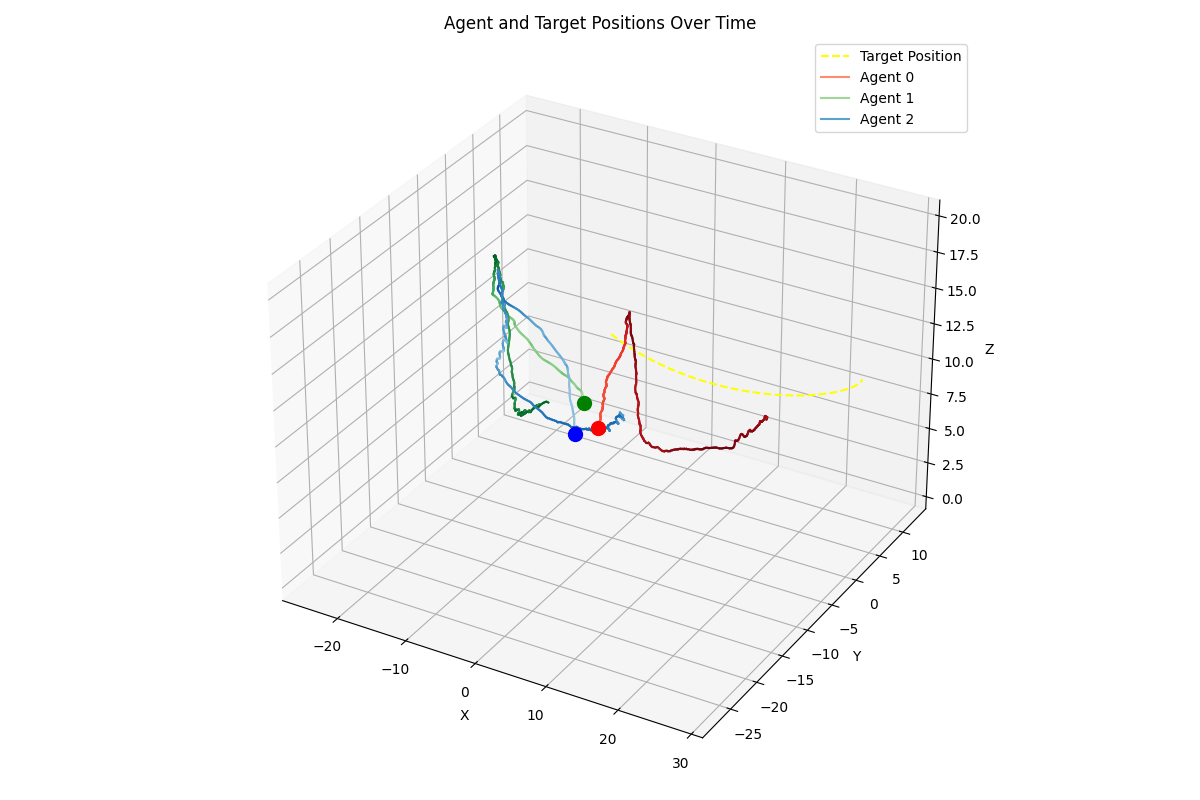 Agent and Target Positions Over Time
Target Position
Agent 0
Agent 1
Agent 2
20.0
17.5
15.0
12.5
10.0
Z
7.5
5.0
2.5
0.0
10
5
0
−5
−10
Y
−15
−20
−25
−20
−10
0
X
10
20
30